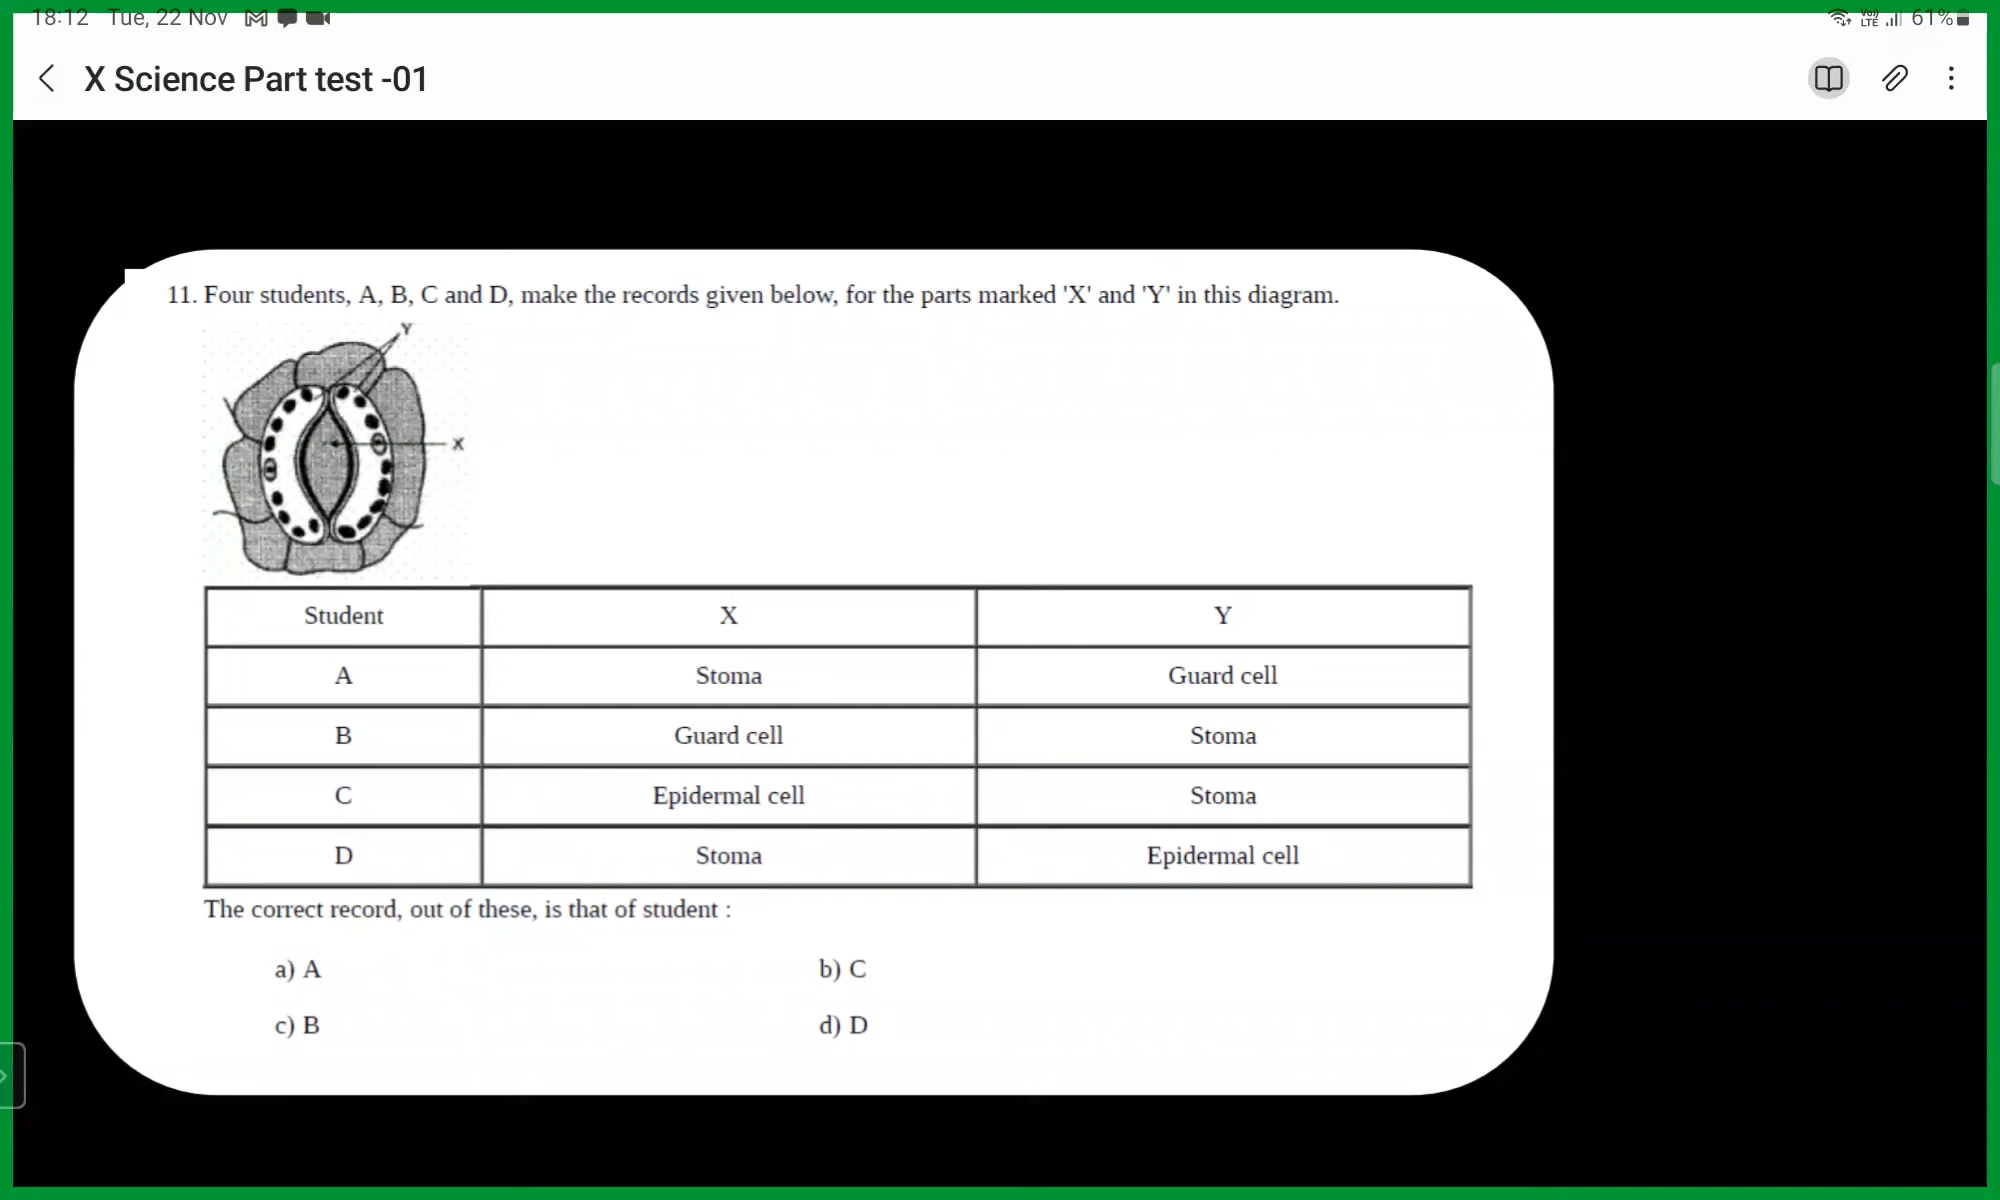 18:12 Tue, 22 Nov
Vo)) LTE 61%
X Science Part test -01
11. Four students, A, B, C and D, make the records given below, for the parts marked 'X' and 'Y' in this diagram.
Y
X
Student X Y
A Stoma Guard cell
B Guard cell Stoma
C Epidermal cell Stoma
D Stoma Epidermal cell
The correct record, out of these, is that of student :
a) A b) C
c) B d) D